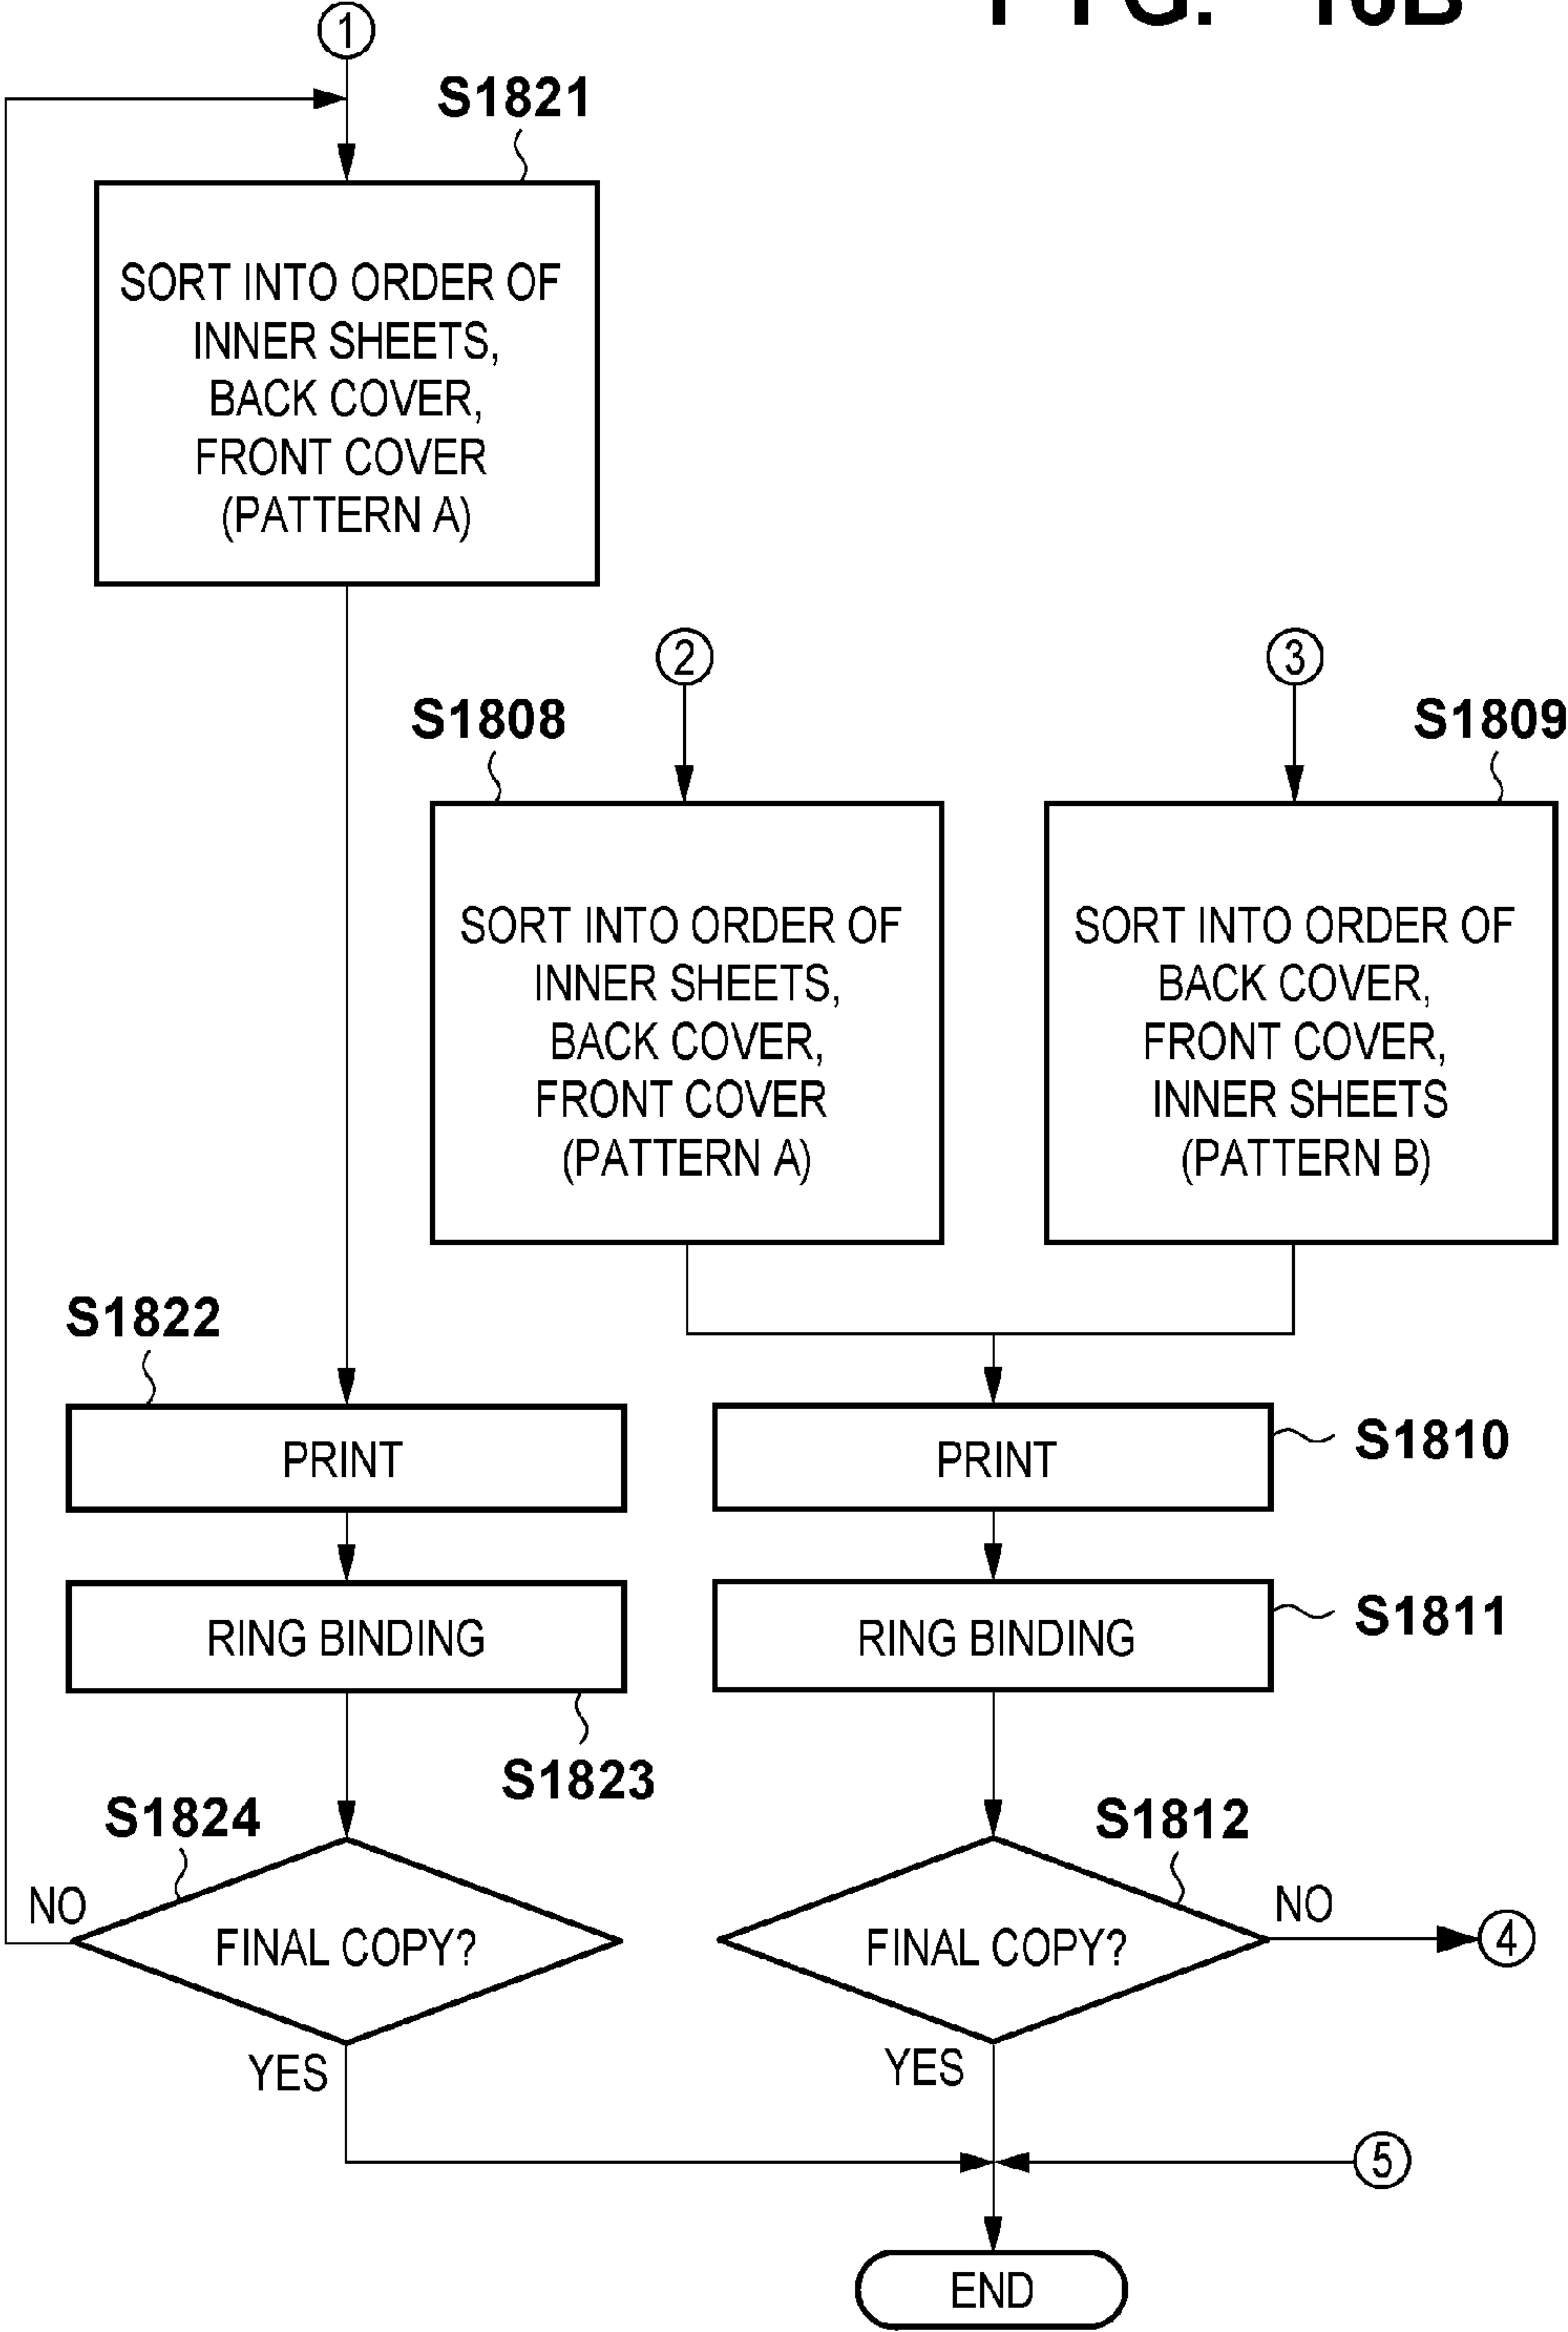 ①
S1821
SORT INTO ORDER OF
INNER SHEETS,
BACK COVER,
FRONT COVER
(PATTERN A)
②
③
S1808
S1809
SORT INTO ORDER OF
INNER SHEETS,
BACK COVER,
FRONT COVER
(PATTERN A)
SORT INTO ORDER OF
BACK COVER,
FRONT COVER,
INNER SHEETS
(PATTERN B)
S1822
PRINT
PRINT
S1810
RING BINDING
RING BINDING
S1811
S1823
S1824
S1812
NO
FINAL COPY?
FINAL COPY?
NO
④
YES
YES
⑤
END